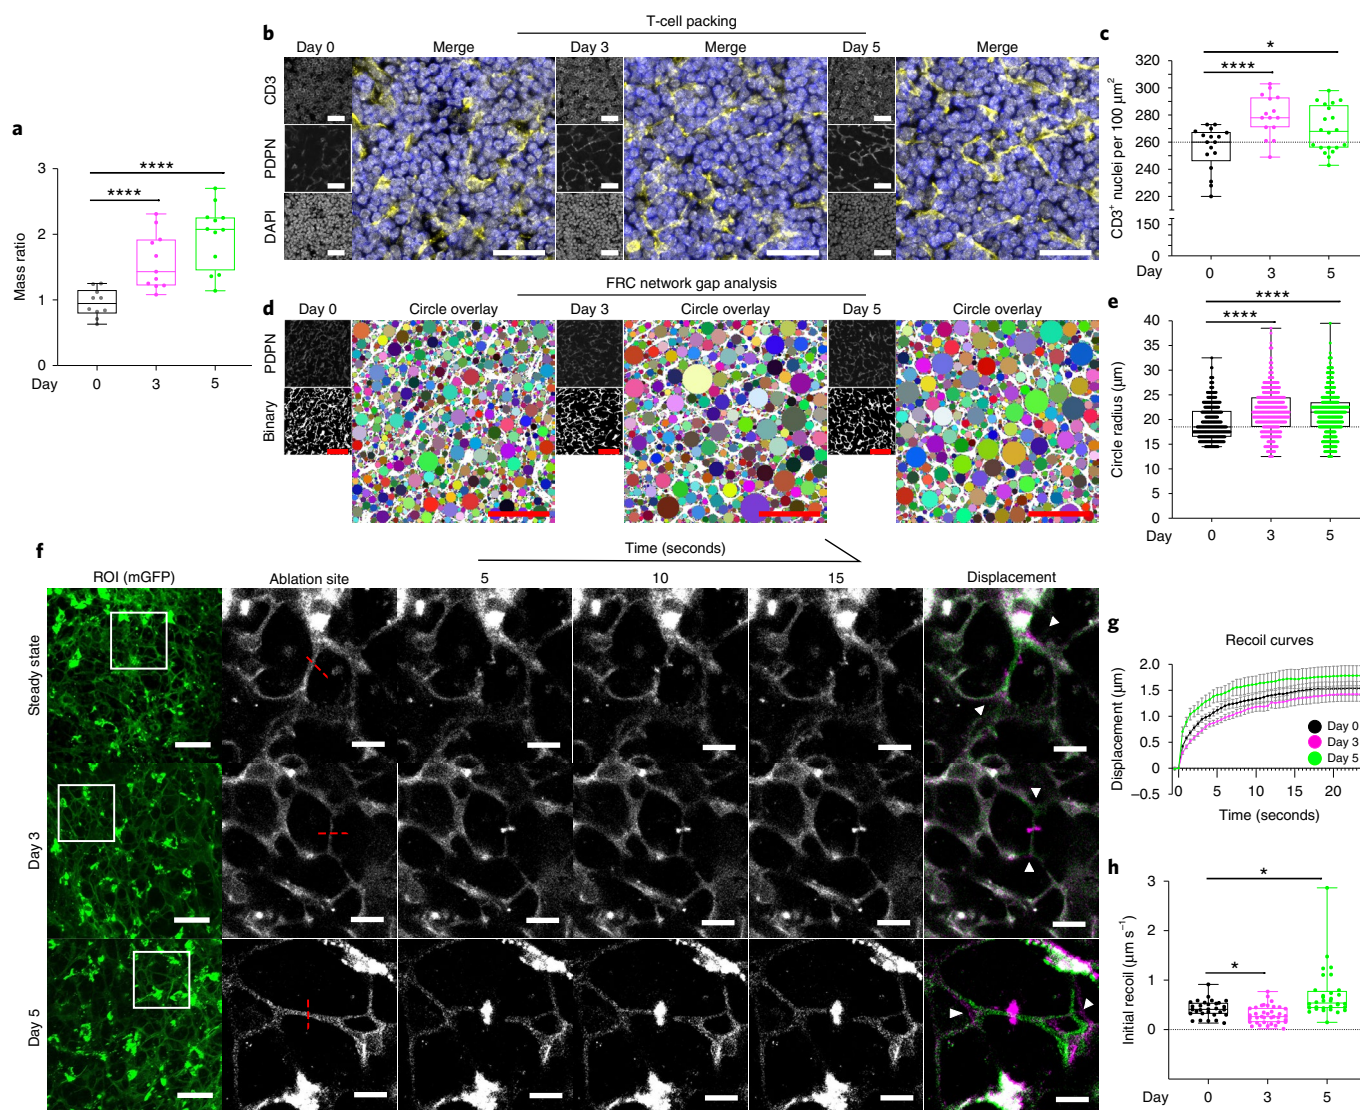 a
3
2
1
0
Mass ratio
****
****
Day
0
3
5
b
T-cell packing
Day 0
Merge
Day 3
Merge
Day 5
Merge
CD3
PDPN
DAPI
c
320
300
280
260
240
220
150
0
CD3+ nuclei per 100 µm2
****
*
Day
0
3
5
d
FRC network gap analysis
Day 0
Circle overlay
Day 3
Circle overlay
Day 5
Circle overlay
PDPN
Binary
e
40
35
30
25
20
15
10
5
0
Circle radius (µm)
****
****
Day
0
3
5
f
Time (seconds)
ROI (mGFP)
Ablation site
5
10
15
Displacement
Steady state
Day 3
Day 5
g
Recoil curves
2.0
1.5
1.0
0.5
0
−0.5
Displacement (µm)
Day 0
Day 3
Day 5
0
5
10
15
20
Time (seconds)
h
3
2
1
0
Initial recoil (µm s−1)
*
*
Day
0
3
5